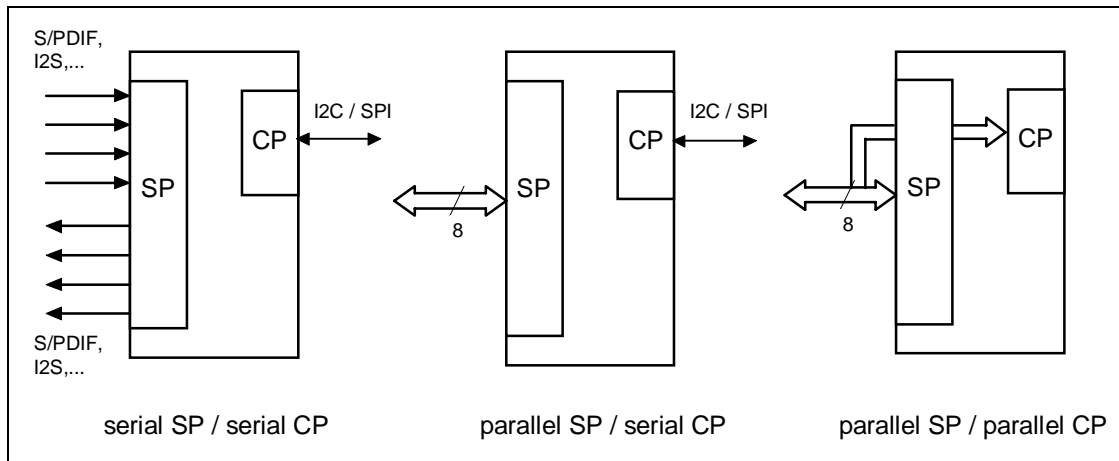 S/PDIF,
I2S,...
SP
CP
I2C / SPI
S/PDIF,
I2S,...
serial SP / serial CP
8
SP
CP
I2C / SPI
parallel SP / serial CP
8
SP
CP
parallel SP / parallel CP